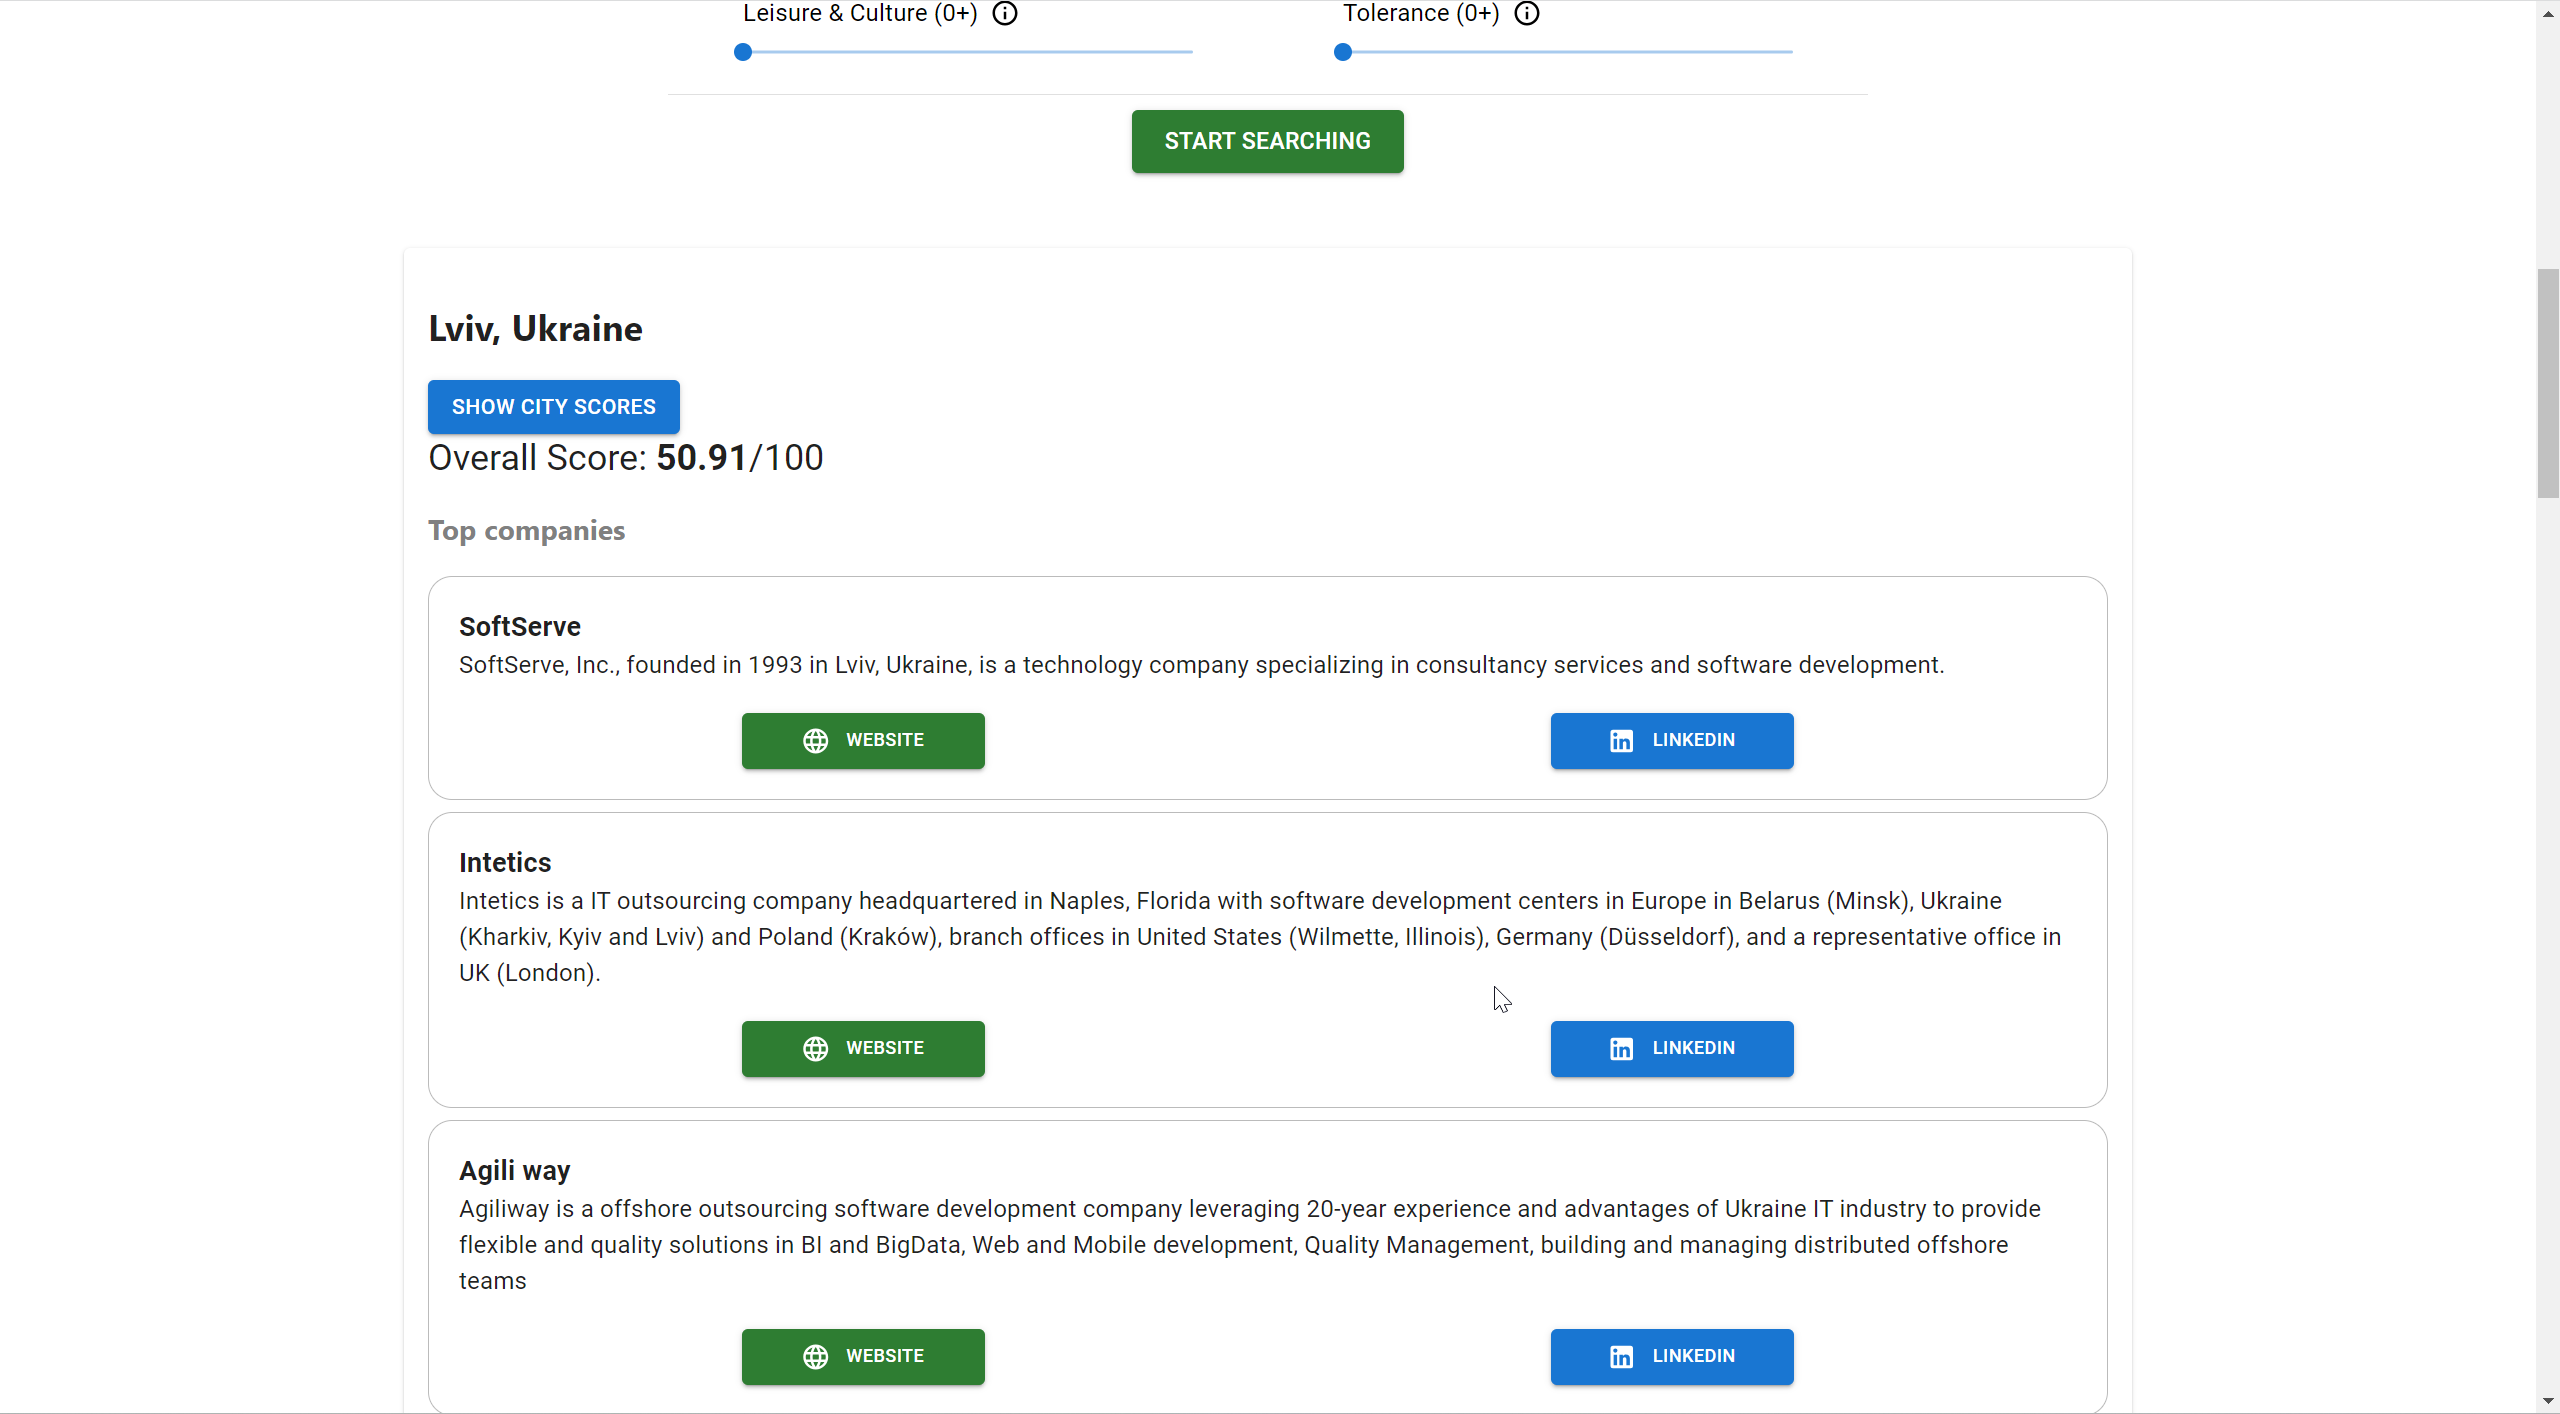 Leisure & Culture (0+)
Tolerance (0+)
START SEARCHING
Lviv, Ukraine
SHOW CITY SCORES
Overall Score: 50.91/100
Top companies
SoftServe
SoftServe, Inc., founded in 1993 in Lviv, Ukraine, is a technology company specializing in consultancy services and software development.
WEBSITE
LINKEDIN
Intetics
Intetics is a IT outsourcing company headquartered in Naples, Florida with software development centers in Europe in Belarus (Minsk), Ukraine
(Kharkiv, Kyiv and Lviv) and Poland (Kraków), branch offices in United States (Wilmette, Illinois), Germany (Düsseldorf), and a representative office in
UK (London).
WEBSITE
LINKEDIN
Agili way
Agiliway is a offshore outsourcing software development company leveraging 20-year experience and advantages of Ukraine IT industry to provide
flexible and quality solutions in BI and BigData, Web and Mobile development, Quality Management, building and managing distributed offshore
teams
WEBSITE
LINKEDIN